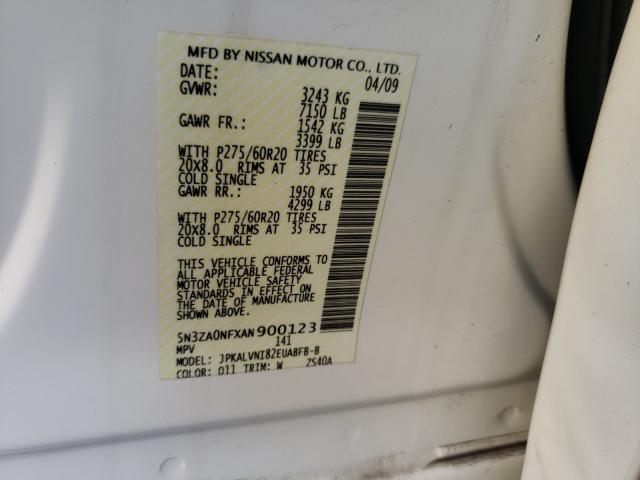 MFD BY NISSAN MOTOR CO., LTD.
DATE: 04/09
GVWR: 3243 KG
7150 LB
GAWR FR.: 1542 KG
3399 LB
WITH P275/60R20 TIRES
20X8.0 RIMS AT 35 PSI
COLD SINGLE
GAWR RR.: 1950 KG
4299 LB
WITH P275/60R20 TIRES
20X8.0 RIMS AT 35 PSI
COLD SINGLE
THIS VEHICLE CONFORMS TO
ALL APPLICABLE FEDERAL
MOTOR VEHICLE SAFETY
STANDARDS IN EFFECT ON
THE DATE OF MANUFACTURE
SHOWN ABOVE.
5N3ZA0NFXAN900123
MPV 141
MODEL: JPKALVNI82EUABFB-B
COLOR: 011 TRIM: W ZS40A